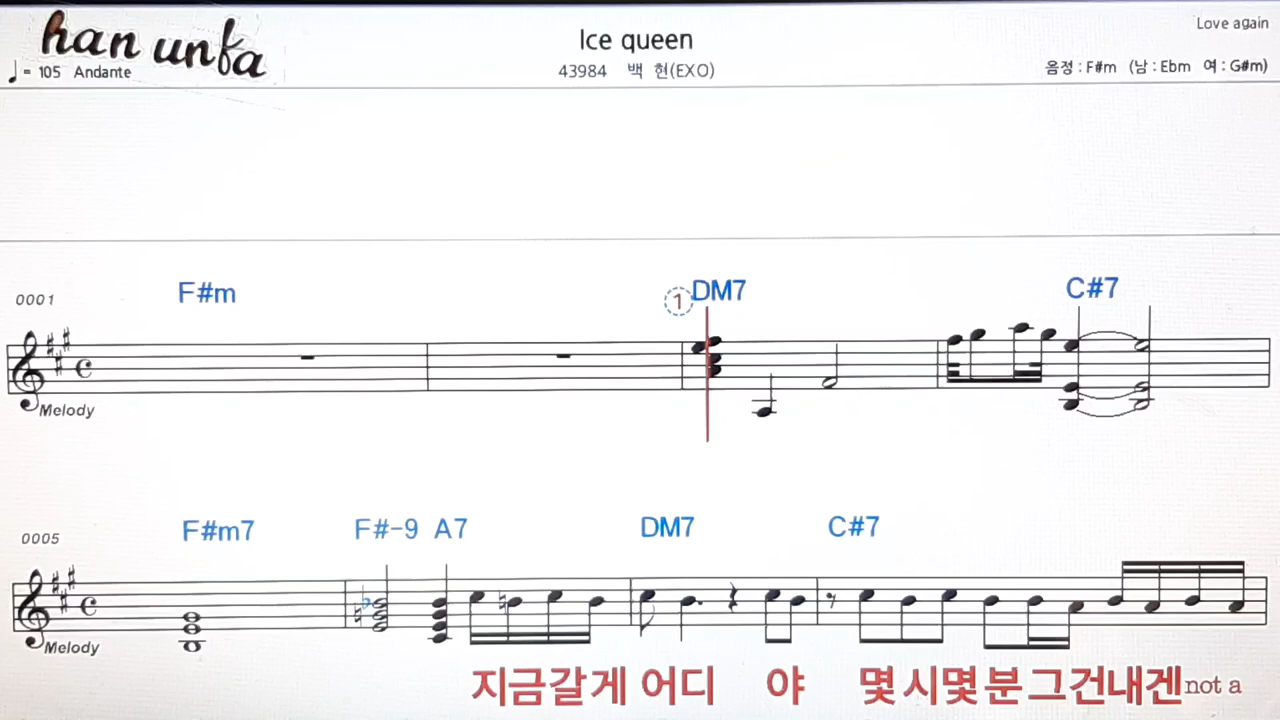 han unfa
Ice queen
Love again
♩= 105 Andante
43984 백 현(EXO)
음정 : F#m (남 : Ebm 여 : G#m)
0001
F#m
1
DM7
C#7
Melody
0005
F#m7
F#-9
A7
DM7
C#7
Melody
지금갈게 어디 야 몇시몇분그건내겐 not a